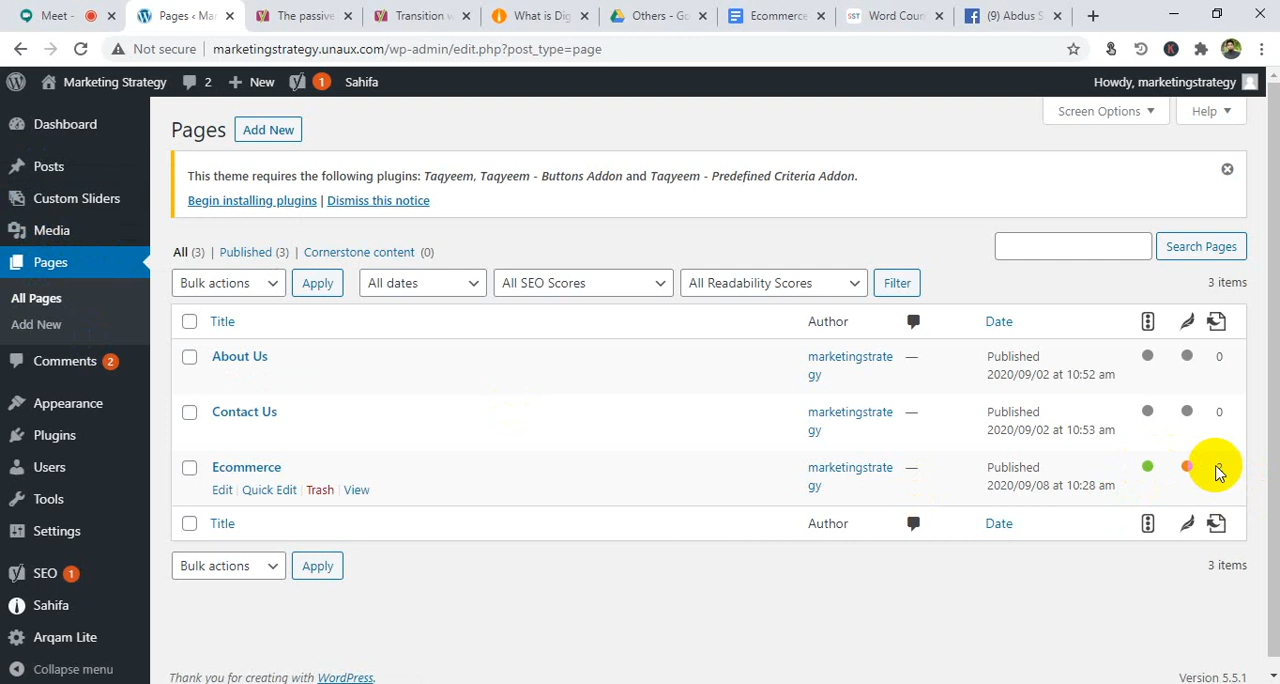 Meet -
Pages ‹ Ma
The passive
Transition w
What is Dig
Others - Go
Ecommerce
Word Coun
(9) Abdus S
Not secure
marketingstrategy.unaux.com/wp-admin/edit.php?post_type=page
Marketing Strategy
2
New
1
Sahifa
Howdy, marketingstrategy
Dashboard
Posts
Custom Sliders
Media
Pages
All Pages
Add New
Comments 2
Appearance
Plugins
Users
Tools
Settings
SEO 1
Sahifa
Arqam Lite
Collapse menu
Screen Options
Help
Pages
Add New
This theme requires the following plugins: Taqyeem, Taqyeem - Buttons Addon and Taqyeem - Predefined Criteria Addon.
Begin installing plugins | Dismiss this notice
All (3) | Published (3) | Cornerstone content (0)
Search Pages
Bulk actions
Apply
All dates
All SEO Scores
All Readability Scores
Filter
3 items
Title
Author
Date
About Us
marketingstrate
gy
—
Published
2020/09/02 at 10:52 am
0
Contact Us
marketingstrate
gy
—
Published
2020/09/02 at 10:53 am
0
Ecommerce
Edit | Quick Edit | Trash | View
marketingstrate
gy
—
Published
2020/09/08 at 10:28 am
Title
Author
Date
Bulk actions
Apply
3 items
Thank you for creating with WordPress.
Version 5.5.1